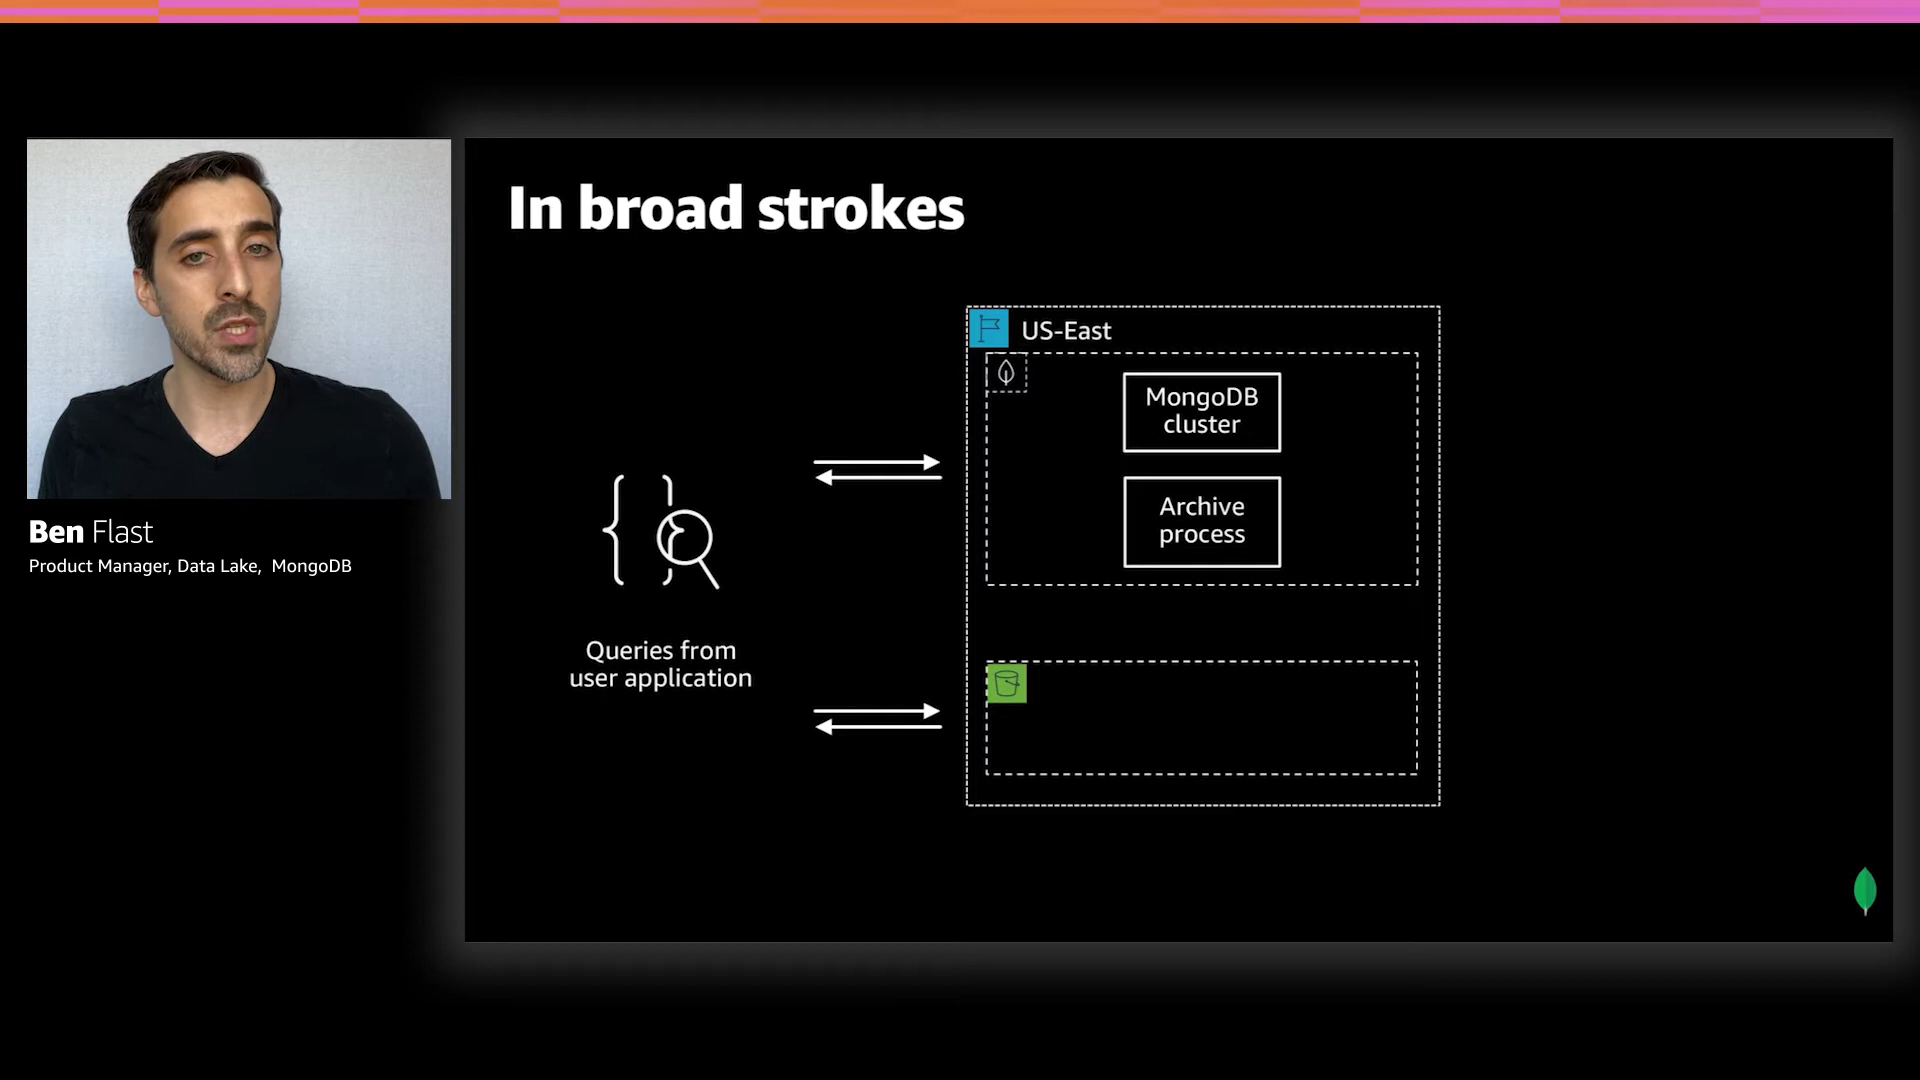 In broad strokes
US-East
MongoDB
cluster
Archive
process
Queries from
user application
Ben Flast
Product Manager, Data Lake, MongoDB